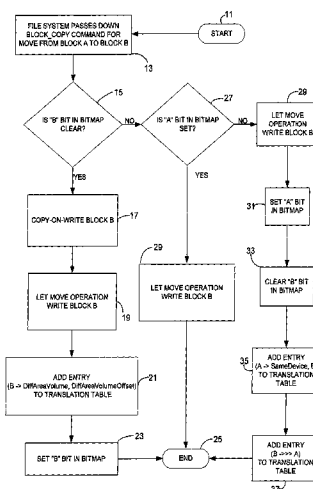 11
START
FILE SYSTEM PASSES DOWN
BLOCK_COPY COMMAND FOR
MOVE FROM BLOCK A TO BLOCK B
13
15
IS "B" BIT IN BITMAP
CLEAR?
NO
YES
27
IS "A" BIT IN BITMAP
SET?
NO
YES
29
LET MOVE
OPERATION
WRITE BLOCK B
31
SET "A" BIT
IN BITMAP
33
CLEAR "B" BIT
IN BITMAP
35
ADD ENTRY
(A -> SameDevice, B
TO TRANSLATION
TABLE
ADD ENTRY
(B ->>> A)
TO TRANSLATION
TABLE
37
COPY-ON-WRITE BLOCK B
17
LET MOVE OPERATION
WRITE BLOCK B
19
29
LET MOVE OPERATION
WRITE BLOCK B
ADD ENTRY
(B -> DiffAreaVolume, DiffAreaVolumeOffset)
TO TRANSLATION TABLE
21
SET "B" BIT IN BITMAP
23
END
25